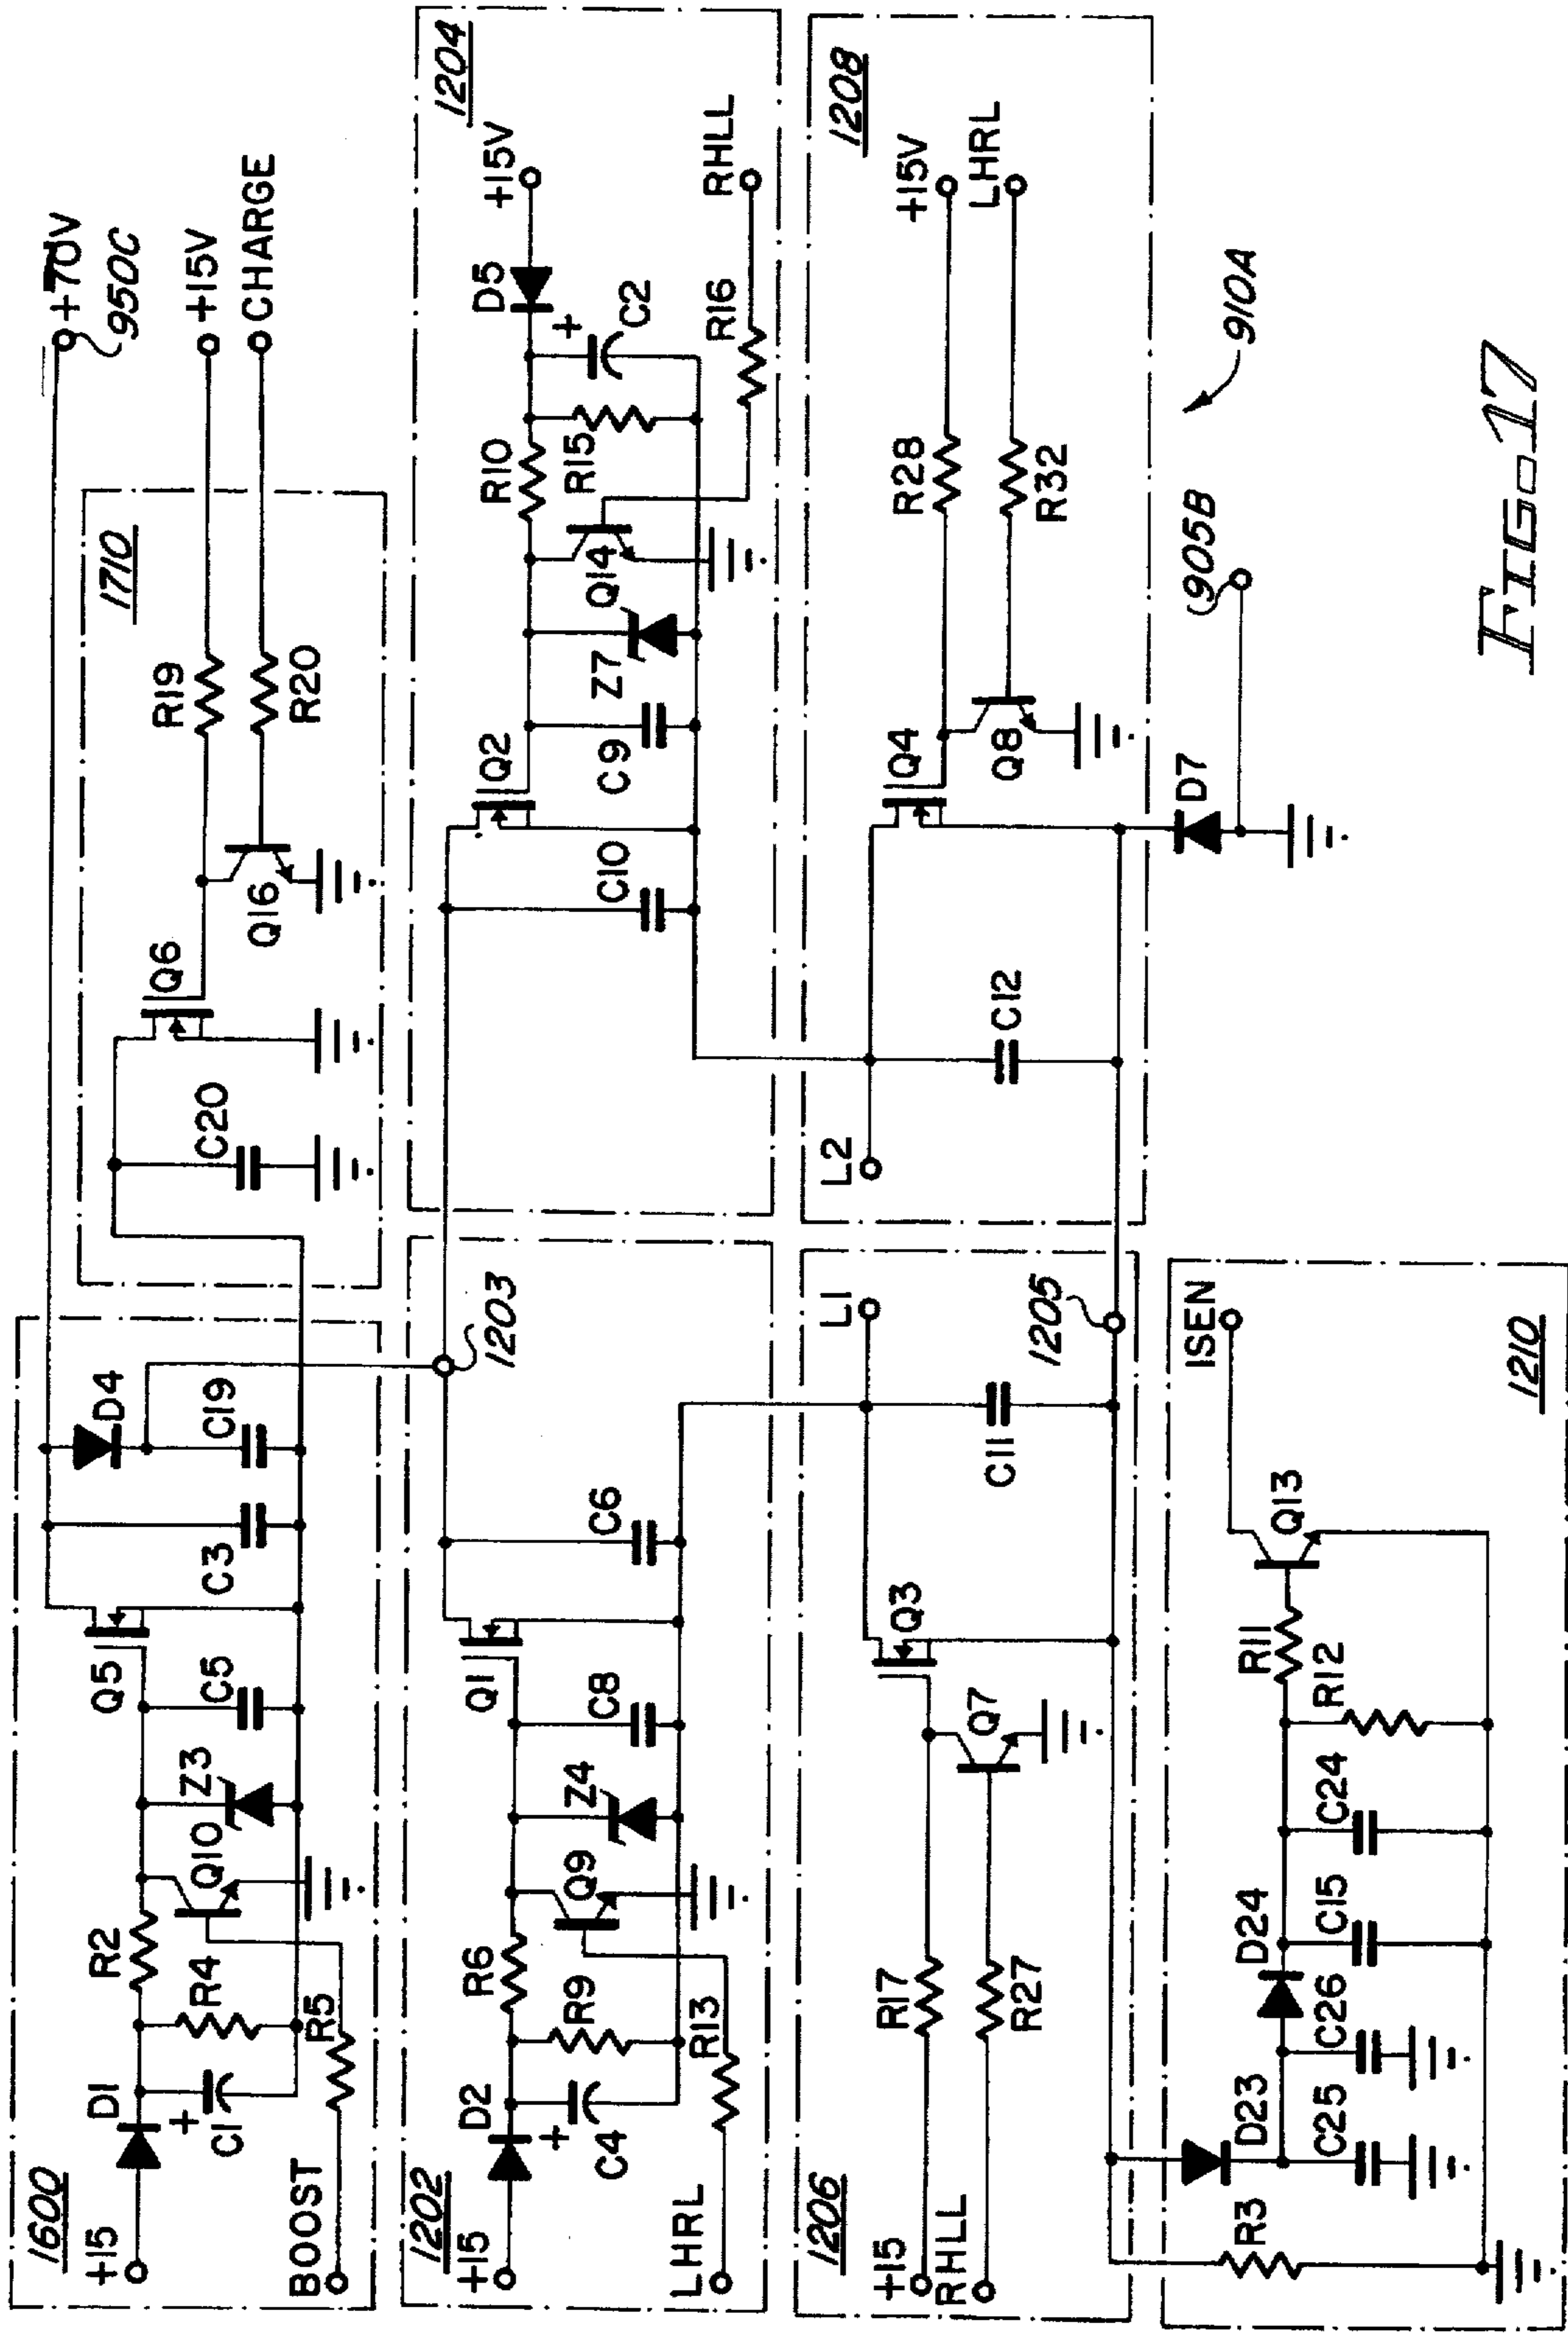 1600
+15
D1
R2
Q10
Z3
Q5
C5
C3
D4
C19
C1
+
R4
R5
BOOST
+70V
950C
1710
+15V
CHARGE
R19
R20
Q6
Q16
C20
1202
+15
D2
R6
Q9
Z4
Q1
C8
C6
C4
+
R9
R13
LHRL
1203
1204
+15V
D5
+
C2
R10
R15
Q14
Z7
C9
Q2
C10
R16
RHLL
1206
+15
RHLL
R17
R27
Q7
Q3
C11
L1
1205
1208
+15V
LHRL
R28
R32
Q4
Q8
C12
L2
D7
905B
910A
1210
R3
D23
C25
C26
D24
C15
C24
R12
R11
Q13
ISEN
FIG-17